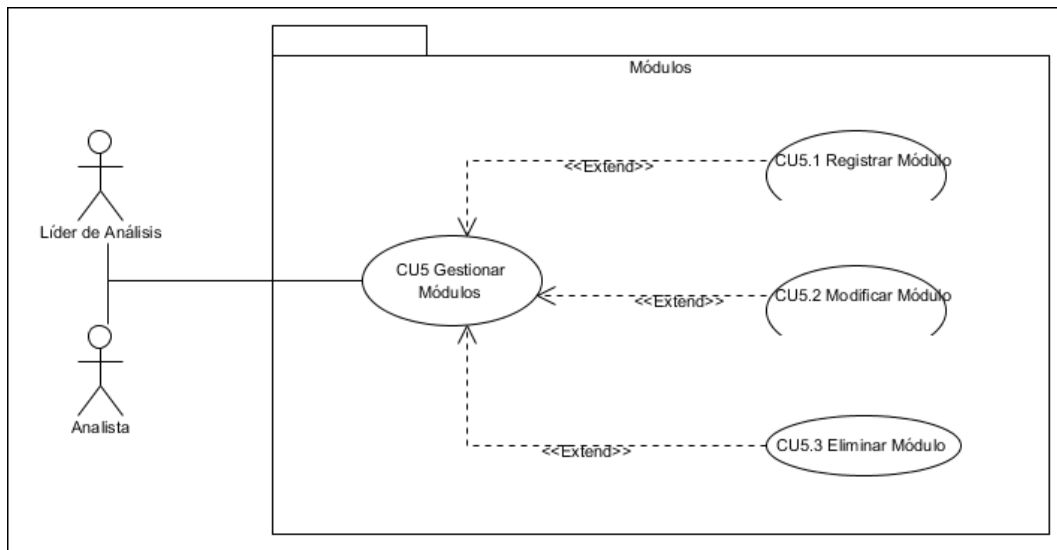 Módulos
CU5.1 Registrar Módulo
<<Extend>>
Líder de Análisis
CU5 Gestionar
Módulos
CU5.2 Modificar Módulo
<<Extend>>
Analista
CU5.3 Eliminar Módulo
<<Extend>>